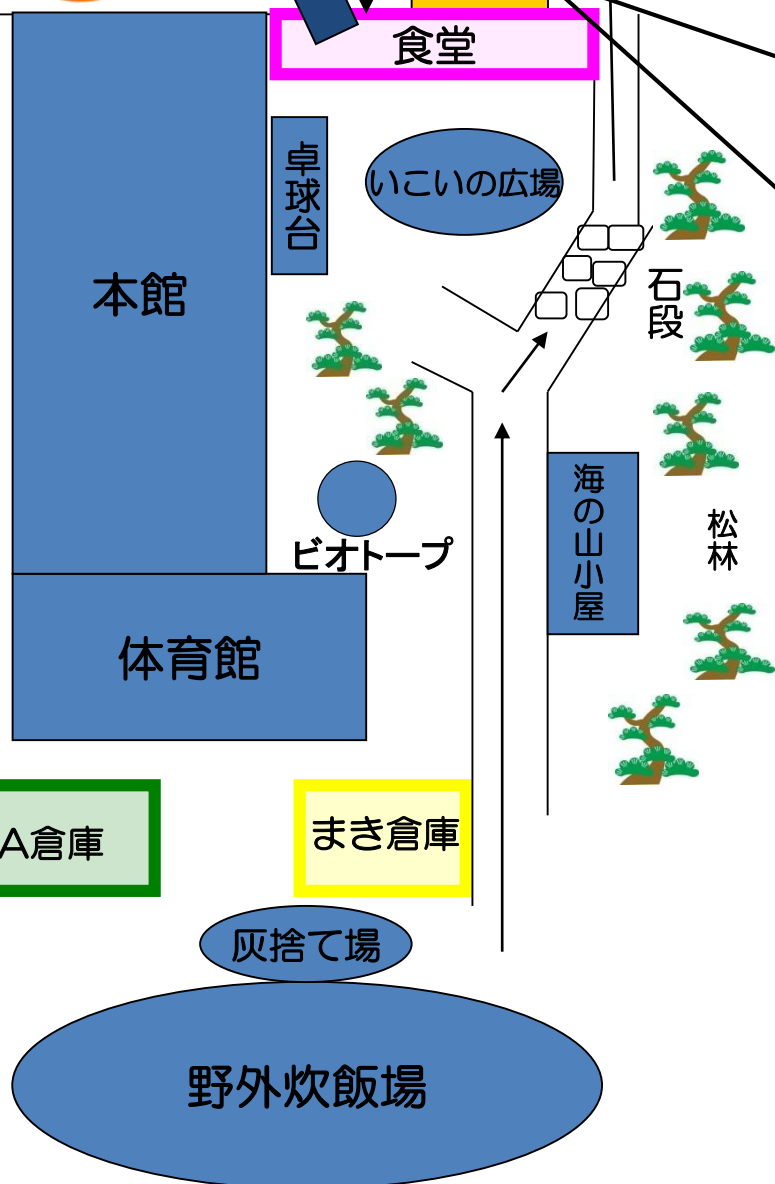 食堂
卓球台
いこいの広場
本館
石段
海の山小屋
松林
ビオトープ
体育館
A倉庫
まき倉庫
灰捨て場
野外炊飯場